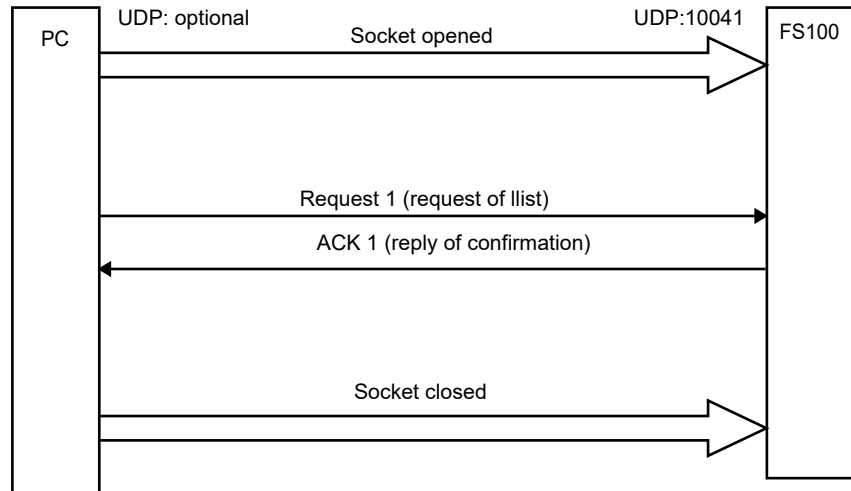 UDP: optional
UDP:10041
PC
Socket opened
FS100
Request 1 (request of llist)
ACK 1 (reply of confirmation)
Socket closed